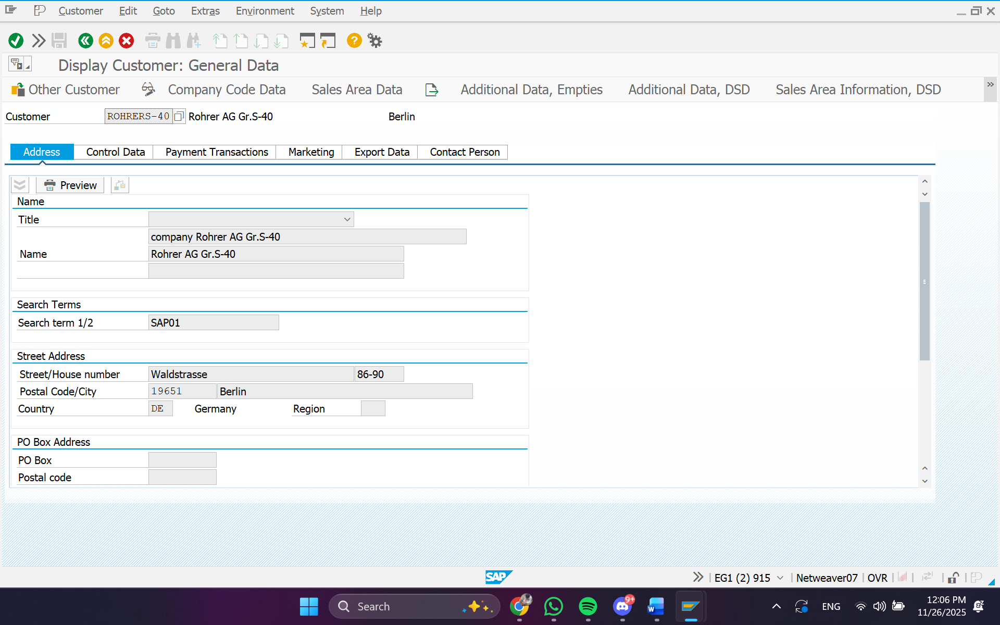 Customer Edit Goto Extras Environment System Help
Display Customer: General Data
Other Customer Company Code Data Sales Area Data Additional Data, Empties Additional Data, DSD Sales Area Information, DSD
Customer ROHRERS-40 Rohrer AG Gr.S-40 Berlin
Address Control Data Payment Transactions Marketing Export Data Contact Person
Preview
Name
Title
company Rohrer AG Gr.S-40
Name Rohrer AG Gr.S-40
Search Terms
Search term 1/2 SAP01
Street Address
Street/House number Waldstrasse 86-90
Postal Code/City 19651 Berlin
Country DE Germany Region
PO Box Address
PO Box
Postal code
SAP EG1 (2) 915 Netweaver07 OVR
Search 9+ ENG 12:06 PM
11/26/2025